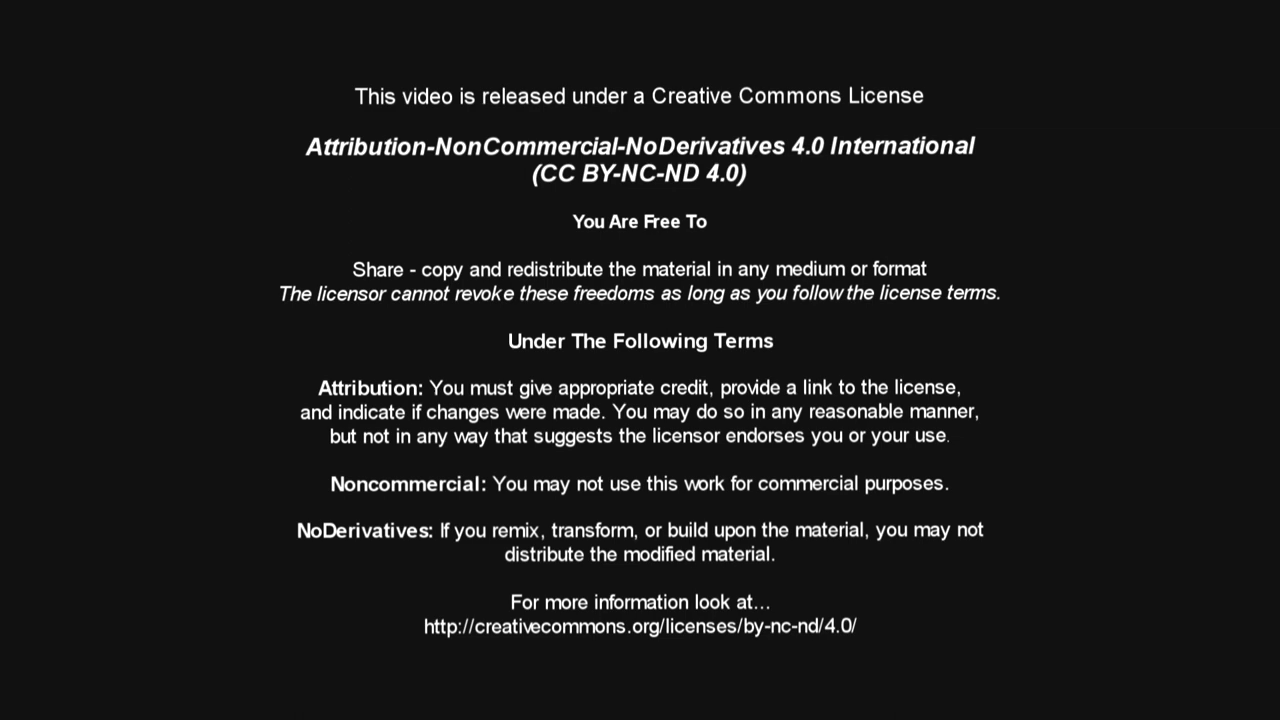 This video is released under a Creative Commons License
Attribution-NonCommercial-NoDerivatives 4.0 International
(CC BY-NC-ND 4.0)
You Are Free To
Share - copy and redistribute the material in any medium or format
The licensor cannot revoke these freedoms as long as you follow the license terms.
Under The Following Terms
Attribution: You must give appropriate credit, provide a link to the license,
and indicate if changes were made. You may do so in any reasonable manner,
but not in any way that suggests the licensor endorses you or your use.
Noncommercial: You may not use this work for commercial purposes.
NoDerivatives: If you remix, transform, or build upon the material, you may not
distribute the modified material.
For more information look at...
http://creativecommons.org/licenses/by-nc-nd/4.0/